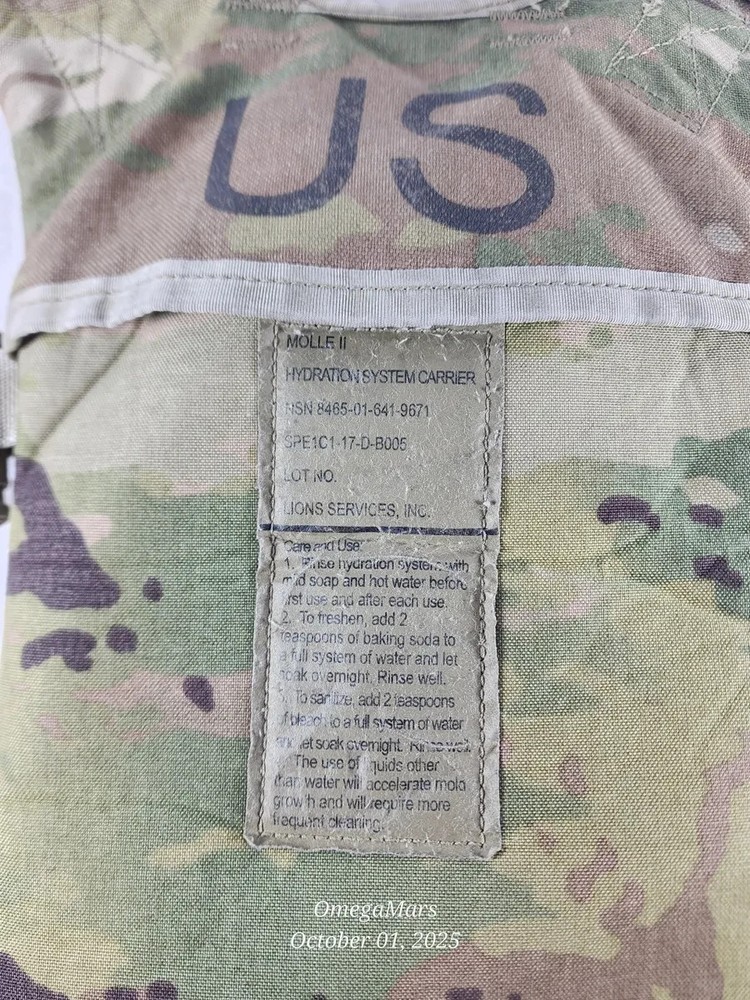 US
MOLLE II
HYDRATION SYSTEM CARRIER
NSN 8465-01-641-9671
SPE1C1-17-D-B005
LOT NO.
LIONS SERVICES, INC.
Care and Use:
1. Rinse hydration system with
mild soap and hot water before
first use and after each use.
2. To freshen, add 2
teaspoons of baking soda to
a full system of water and let
soak overnight. Rinse well.
3. To sanitize, add 2 teaspoons
of bleach to a full system of water
and let soak overnight. Rinse well.
The use of liquids other
than water will accelerate mold
growth and will require more
frequent cleaning.
OmegaMars
October 01, 2025